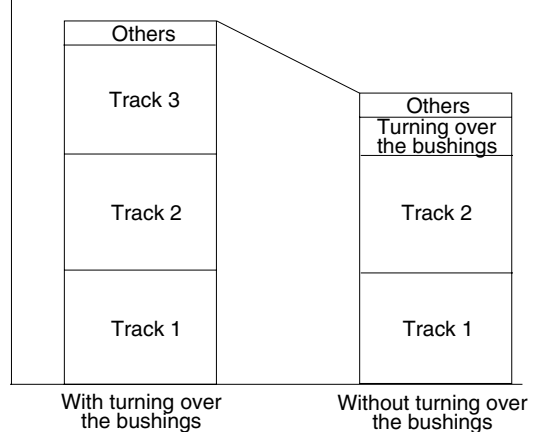 Others
Track 3
Track 2
Track 1
With turning over
the bushings
Others
Turning over
the bushings
Track 2
Track 1
Without turning over
the bushings